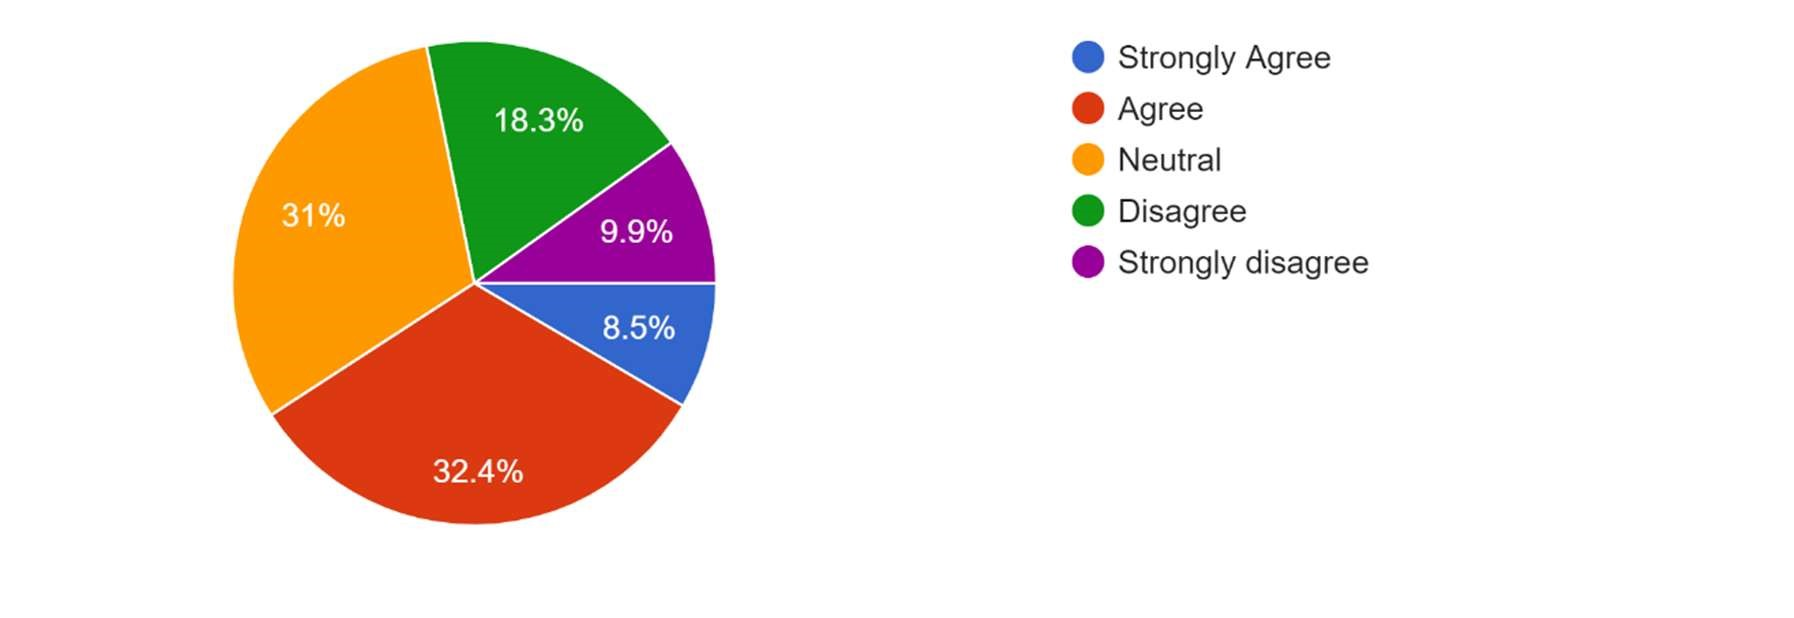 18.3%
31%
9.9%
8.5%
32.4%
Strongly Agree
Agree
Neutral
Disagree
Strongly disagree